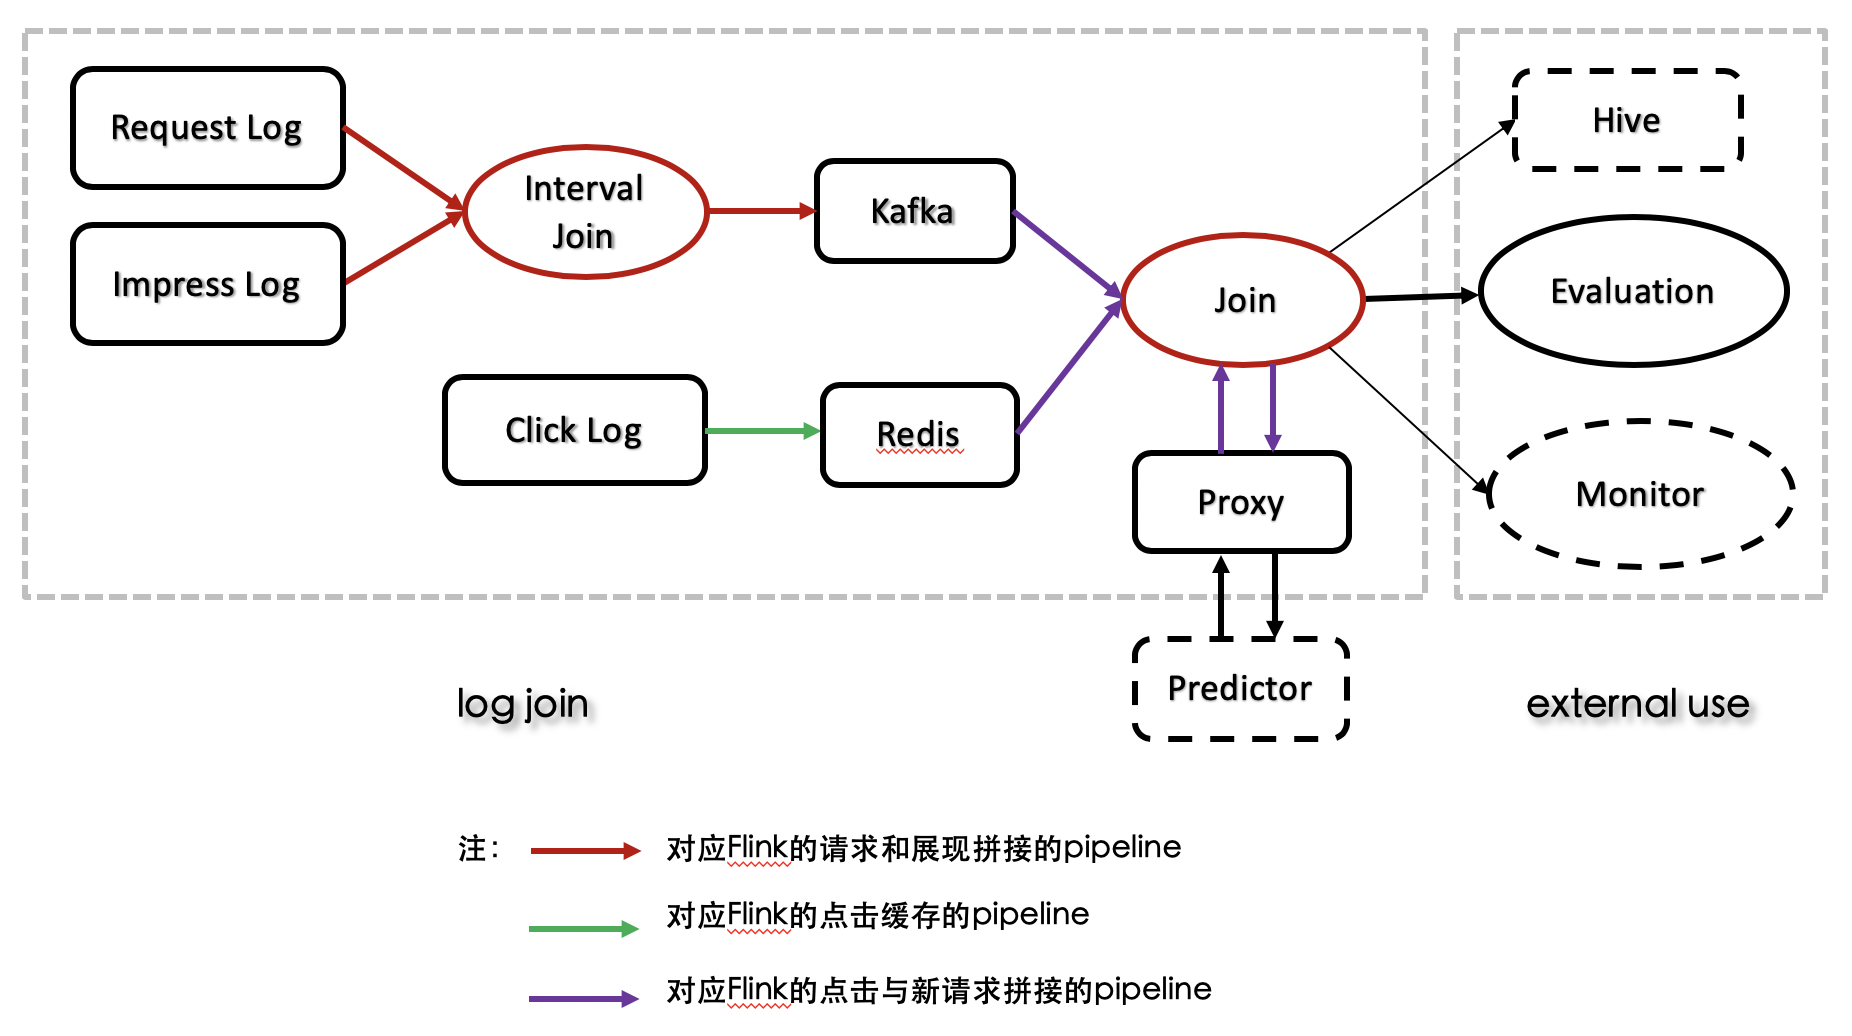 Request Log
Impress Log
Interval
Join
Kafka
Click Log
Redis
Join
Proxy
Predictor
Hive
Evaluation
Monitor
log join
external use
注：
对应Flink的请求和展现拼接的pipeline
对应Flink的点击缓存的pipeline
对应Flink的点击与新请求拼接的pipeline